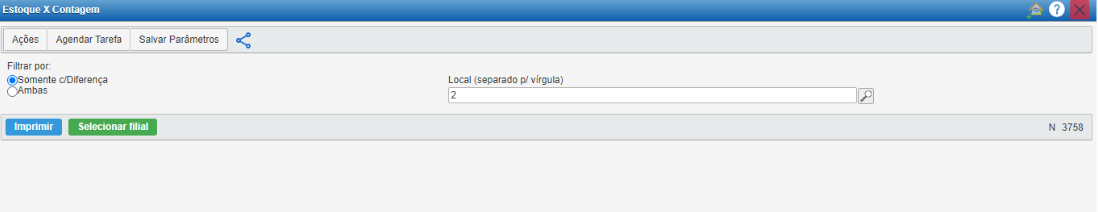 Estoque X Contagem
?
Ações Agendar Tarefa Salvar Parâmetros
Filtrar por:
Somente c/Diferença
Ambas
Local (separado p/ vírgula)
2
Imprimir Selecionar filial N 3758